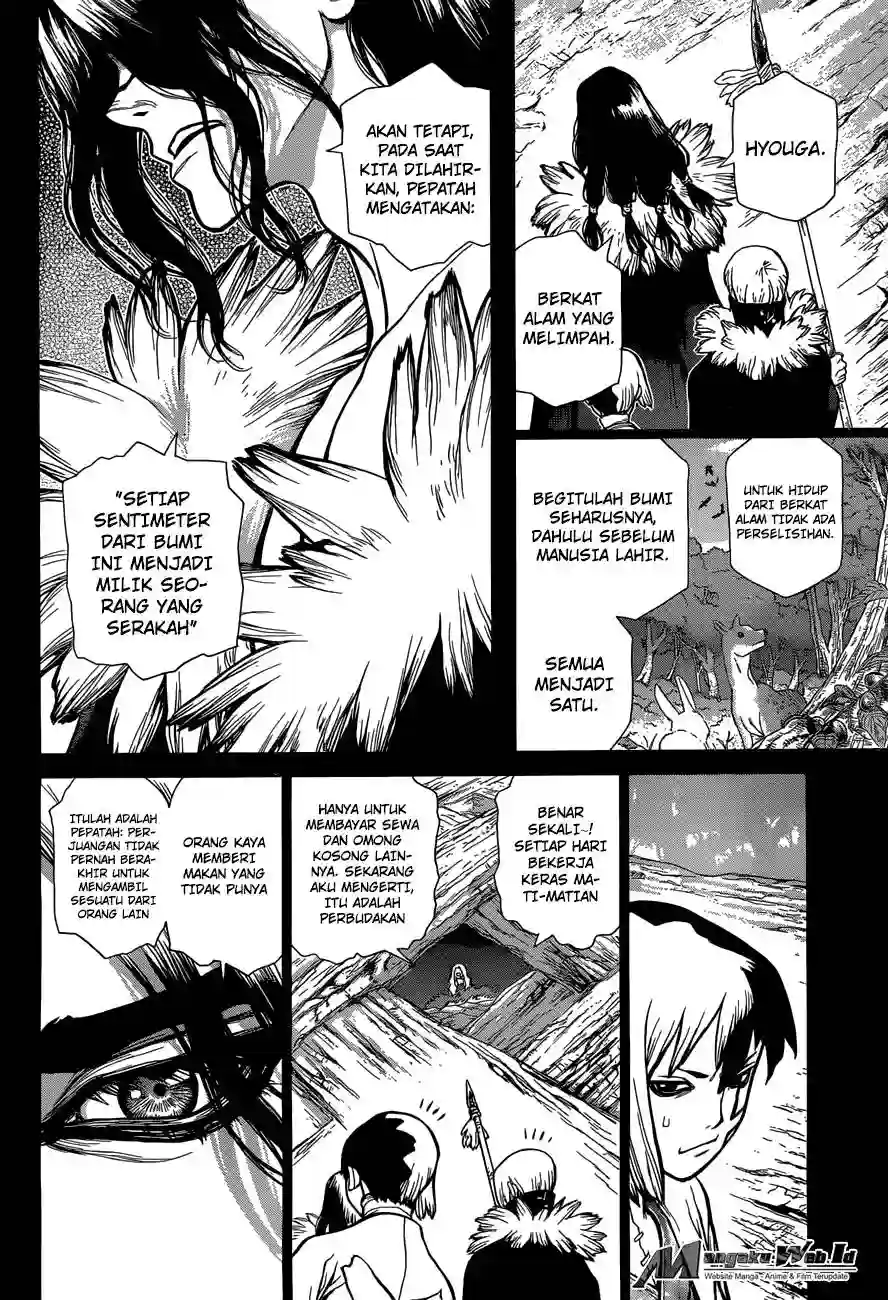 HYOUGA.
BERKAT
ALAM YANG
MELIMPAH.
AKAN TETAPI,
PADA SAAT
KITA DILAHIR-
KAN, PEPATAH
MENGATAKAN:
"SETIAP
SENTIMETER
DARI BUMI
INI MENJADI
MILIK SEO-
RANG YANG
SERAKAH"
UNTUK HIDUP
DARI BERKAT
ALAM TIDAK ADA
PERSELISIHAN.
BEGITULAH BUMI
SEHARUSNYA,
DAHULU SEBELUM
MANUSIA LAHIR.
SEMUA
MENJADI
SATU.
BENAR
SEKALI~!
SETIAP HARI
BEKERJA
KERAS MA-
TI-MATIAN
HANYA UNTUK
MEMBAYAR SEWA
DAN OMONG
KOSONG LAIN-
NYA. SEKARANG
AKU MENGERTI,
ITU ADALAH
PERBUDAKAN
ORANG KAYA
MEMBERI
MAKAN YANG
TIDAK PUNYA
ITULAH ADALAH
PEPATAH: PER-
JUANGAN TIDAK
PERNAH BERA-
KHIR UNTUK
MENGAMBIL
SESUATU DARI
ORANG LAIN
Mangaku.Web.Id
Website Manga - Anime & Film Terupdate